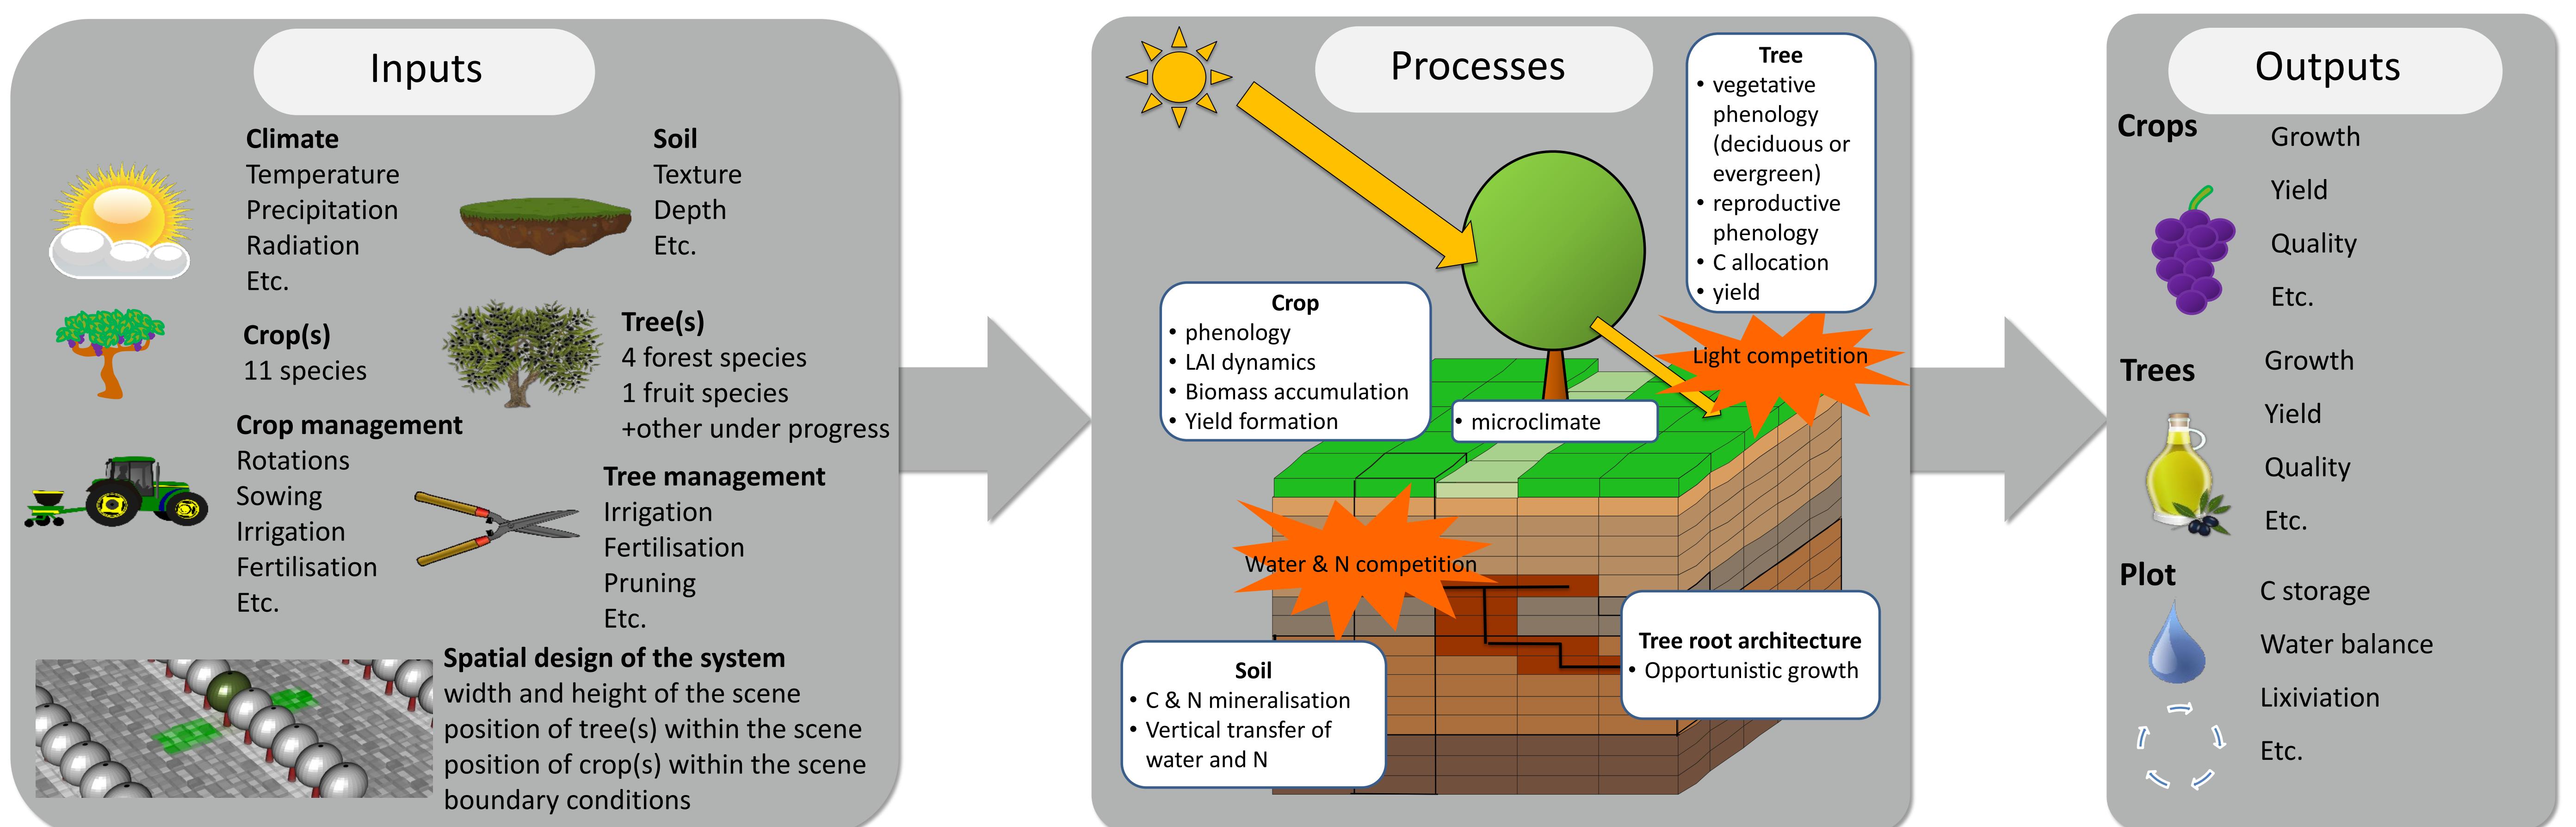 Inputs
Climate
Temperature
Precipitation
Radiation
Etc.
Soil
Texture
Depth
Etc.
Crop(s)
11 species
Tree(s)
4 forest species
1 fruit species
+other under progress
Crop management
Rotations
Sowing
Irrigation
Fertilisation
Etc.
Tree management
Irrigation
Fertilisation
Pruning
Etc.
Spatial design of the system
width and height of the scene
position of tree(s) within the scene
position of crop(s) within the scene
boundary conditions
Processes
Tree
• vegetative
phenology
(deciduous or
evergreen)
• reproductive
phenology
• C allocation
• yield
Crop
• phenology
• LAI dynamics
• Biomass accumulation
• Yield formation
Light competition
• microclimate
Water & N competition
Tree root architecture
• Opportunistic growth
Soil
• C & N mineralisation
• Vertical transfer of
water and N
Outputs
Crops
Growth
Yield
Quality
Etc.
Trees
Growth
Yield
Quality
Etc.
Plot
C storage
Water balance
Lixiviation
Etc.